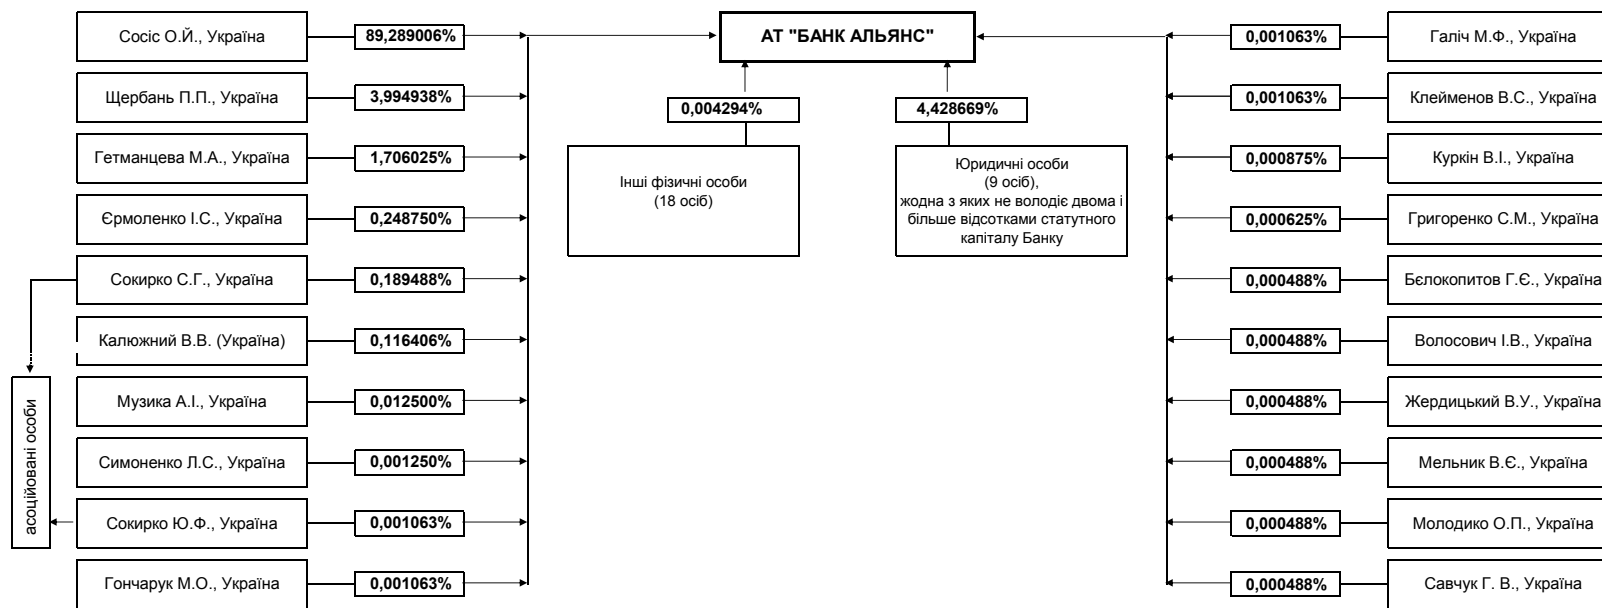 АТ "БАНК АЛЬЯНС"
Сосіс О.Й., Україна
89,289006%
Щербань П.П., Україна
3,994938%
Гетманцева М.А., Україна
1,706025%
Єрмоленко І.С., Україна
0,248750%
Сокирко С.Г., Україна
0,189488%
Калюжний В.В. (Україна)
0,116406%
Музика А.І., Україна
0,012500%
Симоненко Л.С., Україна
0,001250%
Сокирко Ю.Ф., Україна
0,001063%
Гончарук М.О., Україна
0,001063%
асоційовані особи
0,004294%
Інші фізичні особи
(18 осіб)
4,428669%
Юридичні особи
(9 осіб),
жодна з яких не володіє двома і
більше відсотками статутного
капіталу Банку
0,001063%
Галіч М.Ф., Україна
0,001063%
Клейменов В.С., Україна
0,000875%
Куркін В.І., Україна
0,000625%
Григоренко С.М., Україна
0,000488%
Бєлокопитов Г.Є., Україна
0,000488%
Волосович І.В., Україна
0,000488%
Жердицький В.У., Україна
0,000488%
Мельник В.Є., Україна
0,000488%
Молодико О.П., Україна
0,000488%
Савчук Г. В., Україна